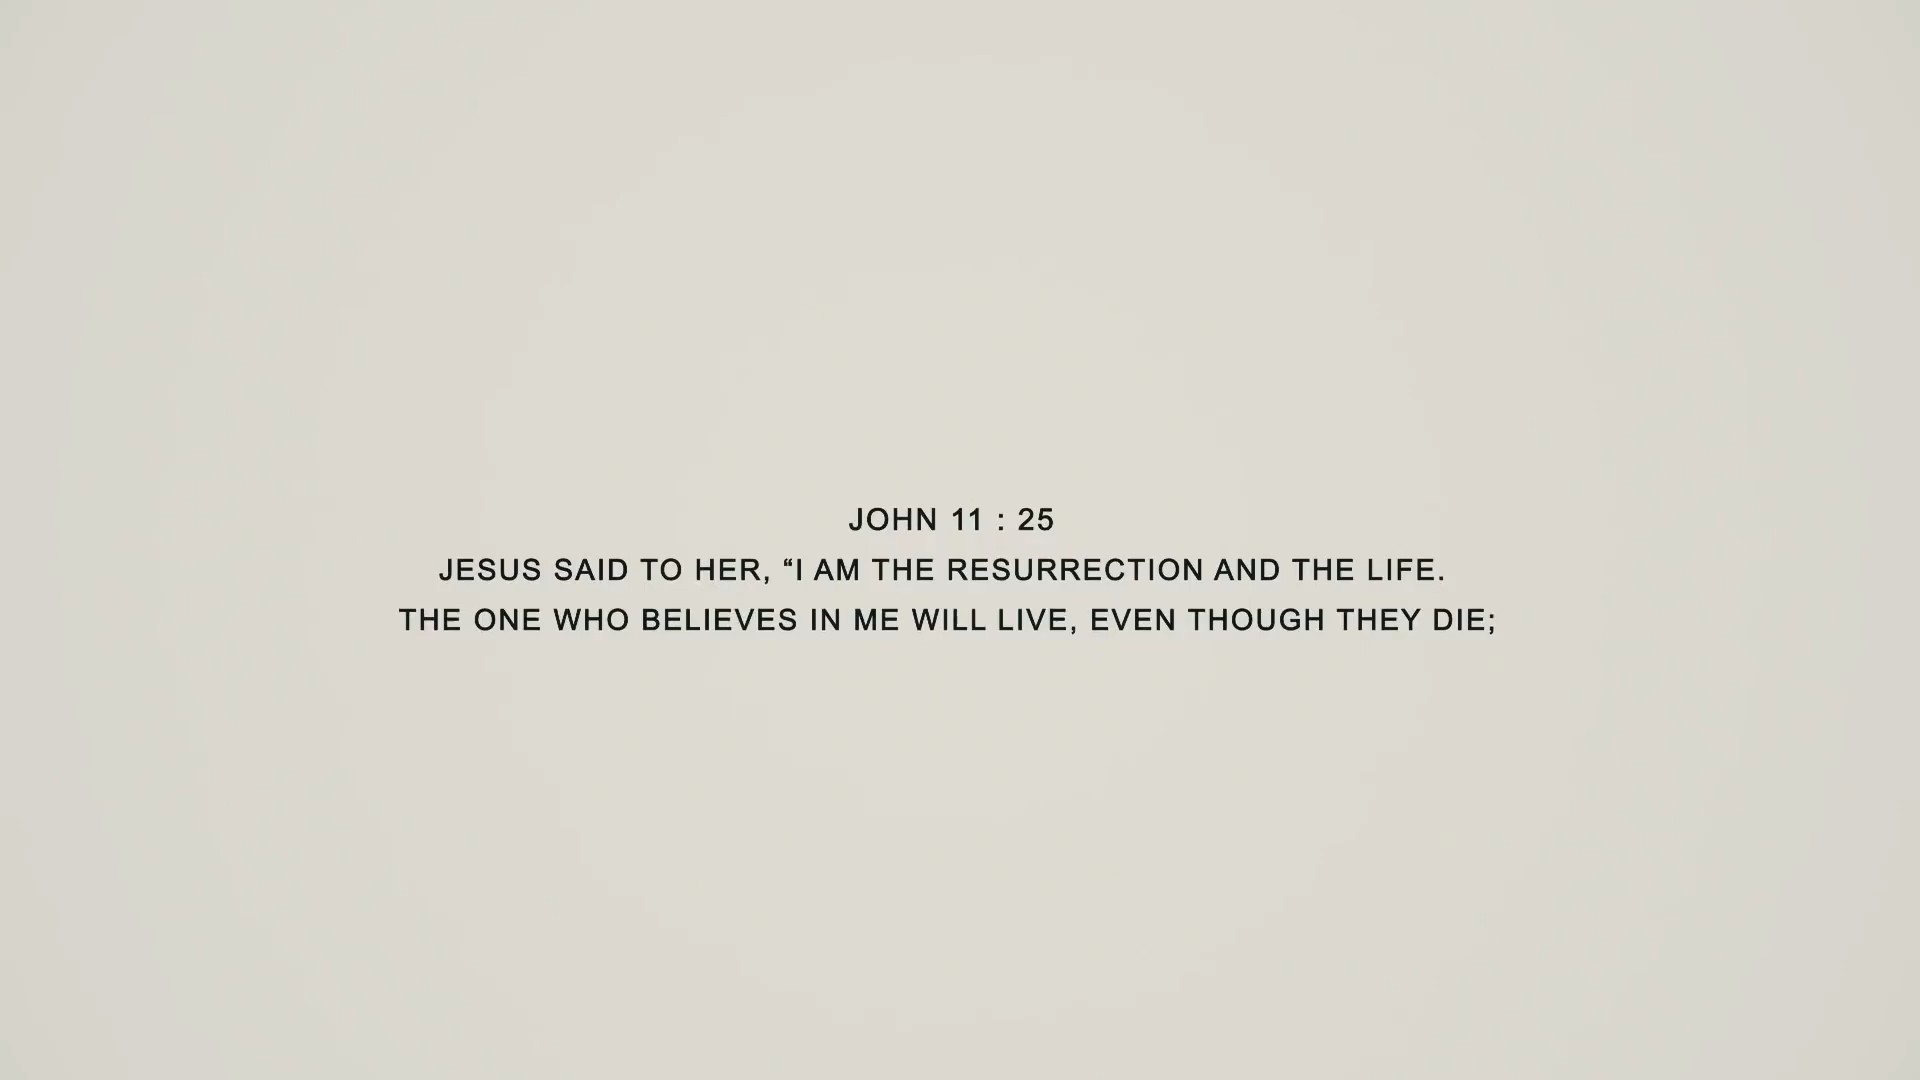 JOHN 11 : 25
JESUS SAID TO HER, “I AM THE RESURRECTION AND THE LIFE.
THE ONE WHO BELIEVES IN ME WILL LIVE, EVEN THOUGH THEY DIE;